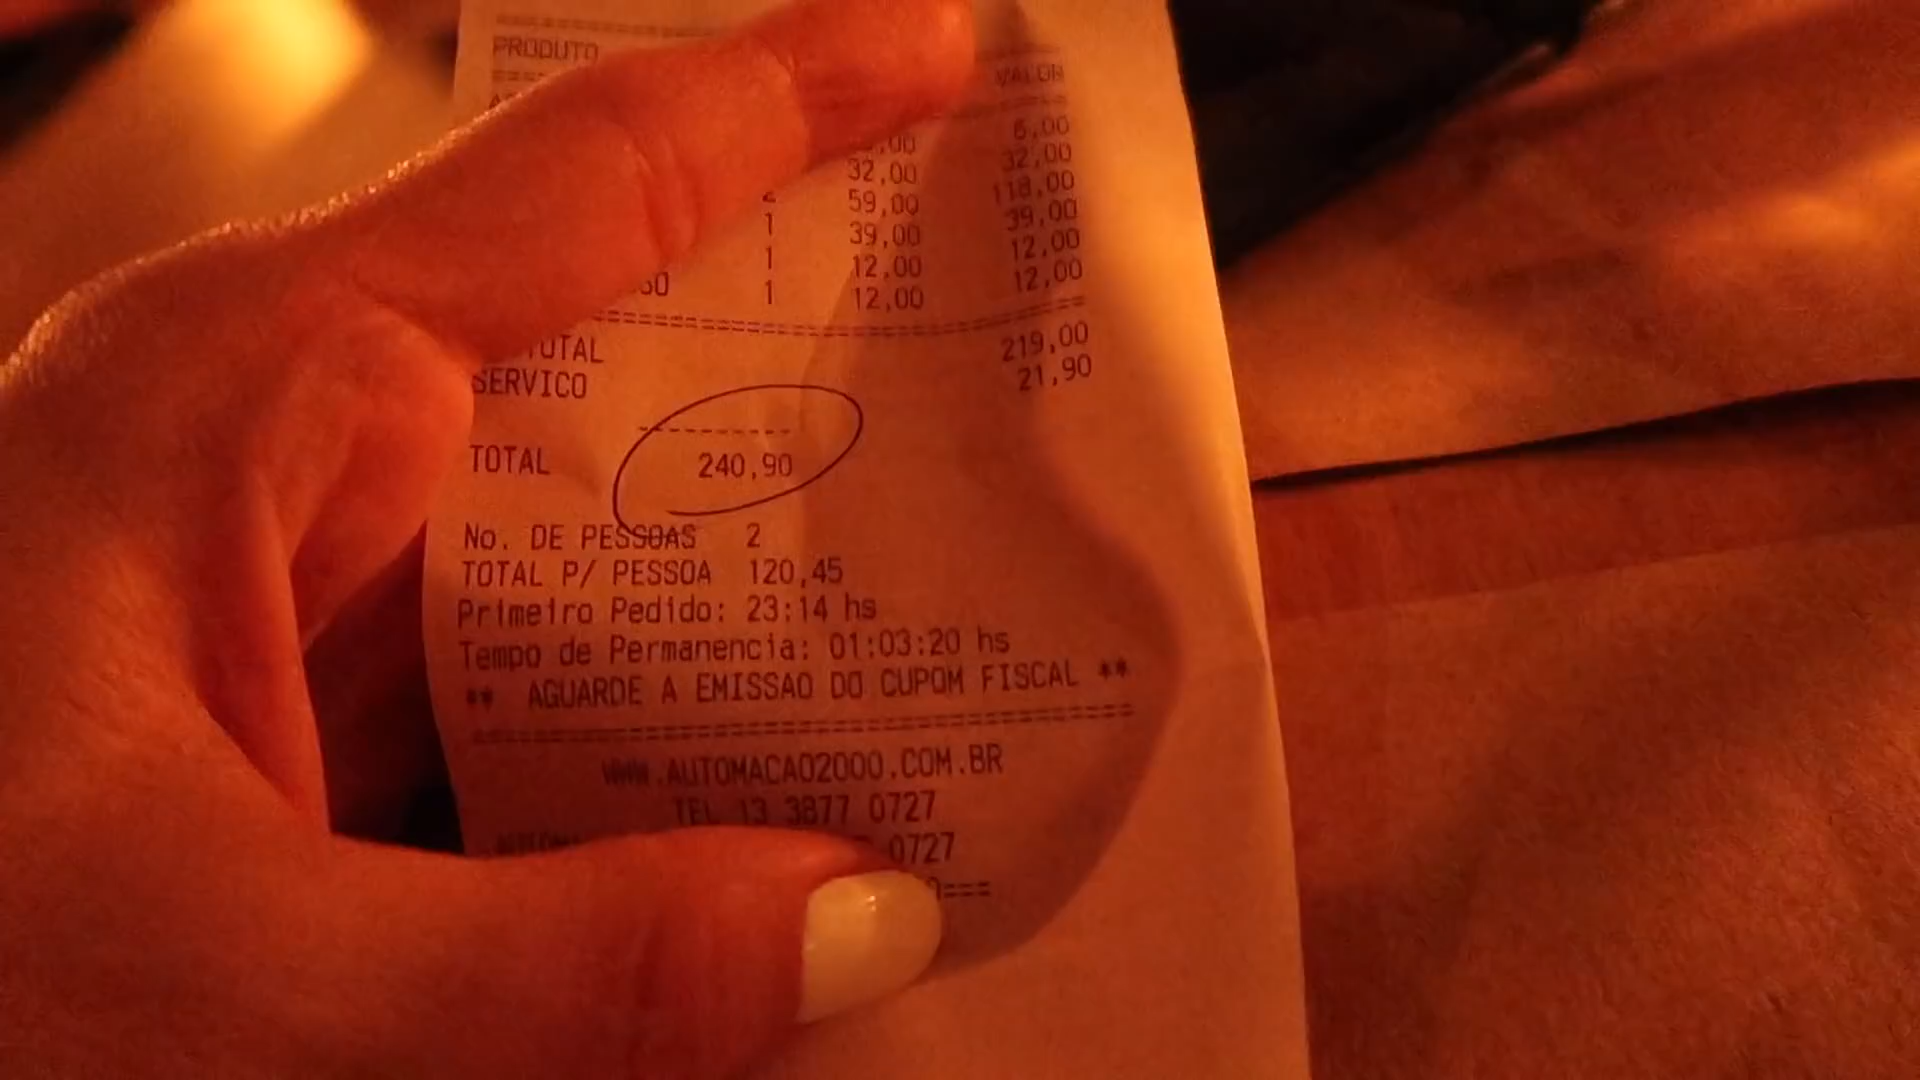 PRODUTO VALOR
6,00
32,00 32,00
2 59,00 118,00
1 39,00 39,00
1 12,00 12,00
1 12,00 12,00
219,00
SERVICO 21,90
TOTAL 240,90
No. DE PESSOAS 2
TOTAL P/ PESSOA 120,45
Primeiro Pedido: 23:14 hs
Tempo de Permanencia: 01:03:20 hs
** AGUARDE A EMISSAO DO CUPOM FISCAL **
WWW.AUTOMACAO2000.COM.BR
TEL 13 3877 0727
0727